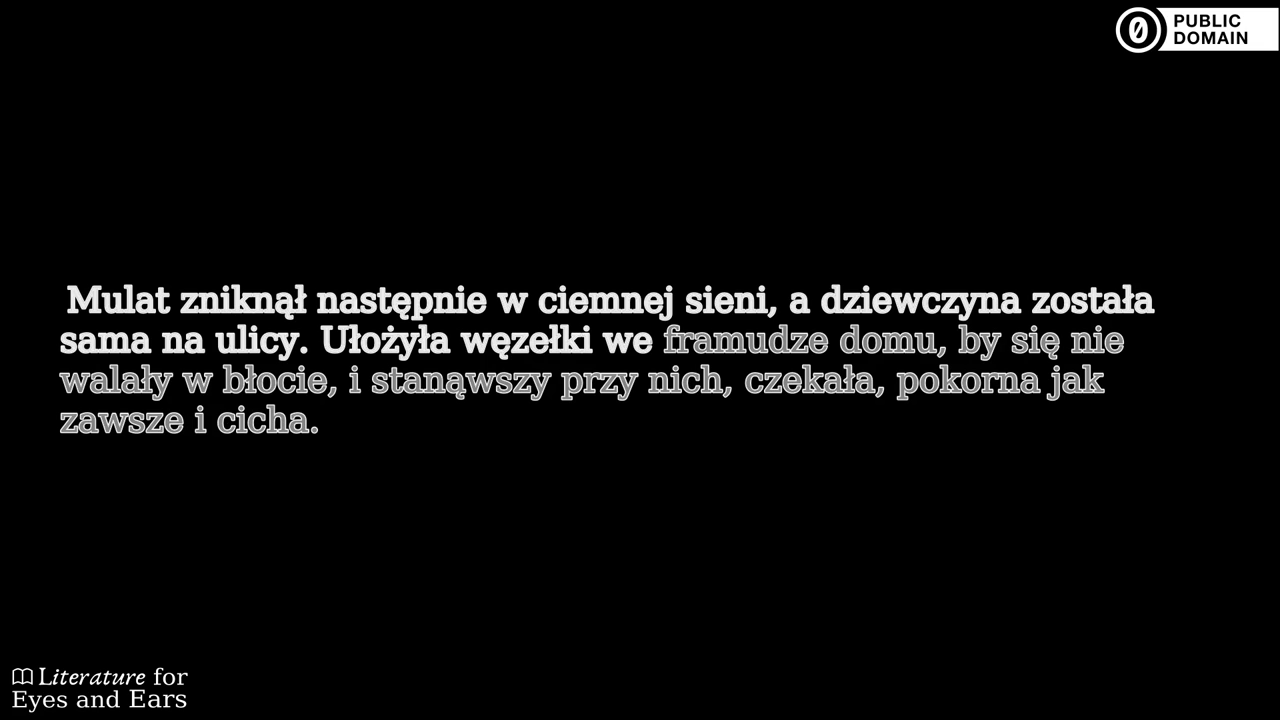 PUBLIC
DOMAIN
Mulat zniknął następnie w ciemnej sieni, a dziewczyna została
sama na ulicy. Ułożyła węzełki we framudze domu, by się nie
walały w błocie, i stanąwszy przy nich, czekała, pokorna jak
zawsze i cicha.
Literature for
Eyes and Ears